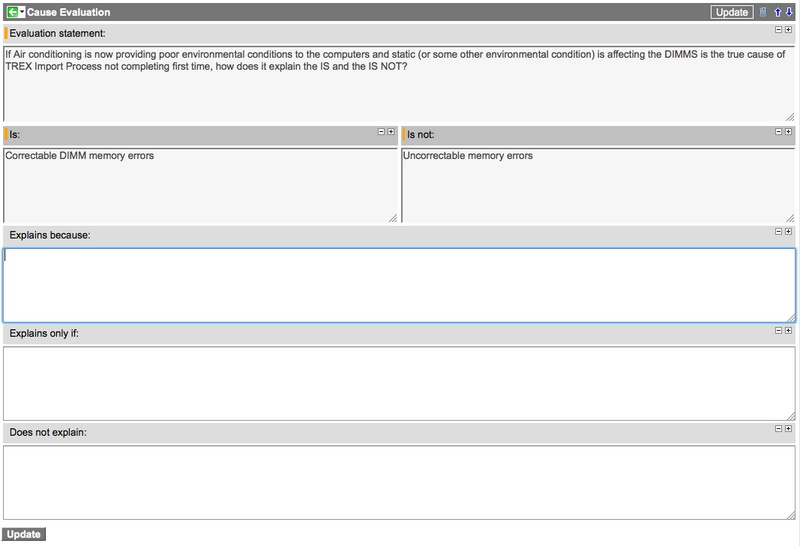 Cause Evaluation
Update
Evaluation statement:
If Air conditioning is now providing poor environmental conditions to the computers and static (or some other environmental condition) is affecting the DIMMS is the true cause of
TREX Import Process not completing first time, how does it explain the IS and the IS NOT?
Is:
Is not:
Correctable DIMM memory errors
Uncorrectable memory errors
Explains because:
Explains only if:
Does not explain:
Update